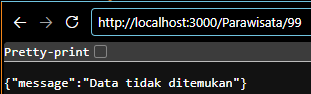 http://localhost:3000/Parawisata/99
Pretty-print
{"message":"Data tidak ditemukan"}